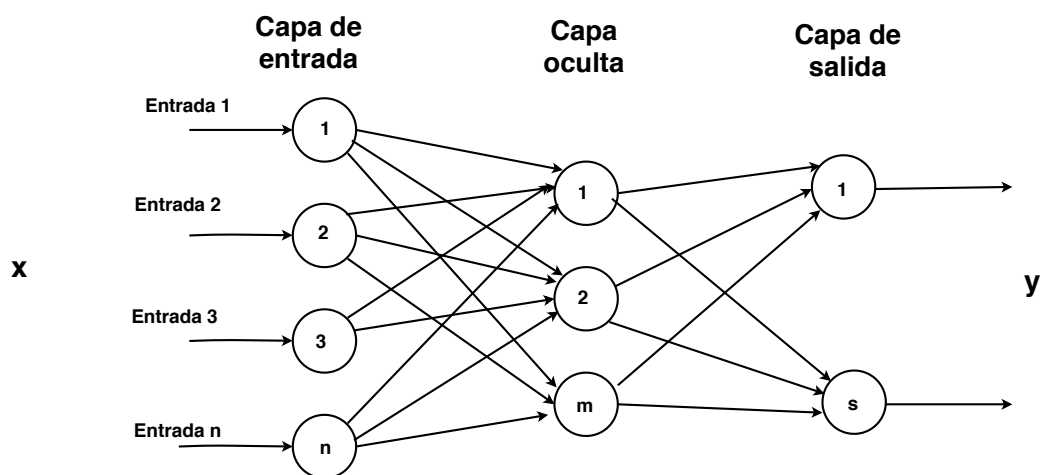 Capa de
entrada
Capa
oculta
Capa de
salida
Entrada 1
1
1
1
Entrada 2
2
x
2
y
Entrada 3
3
m
s
Entrada n
n